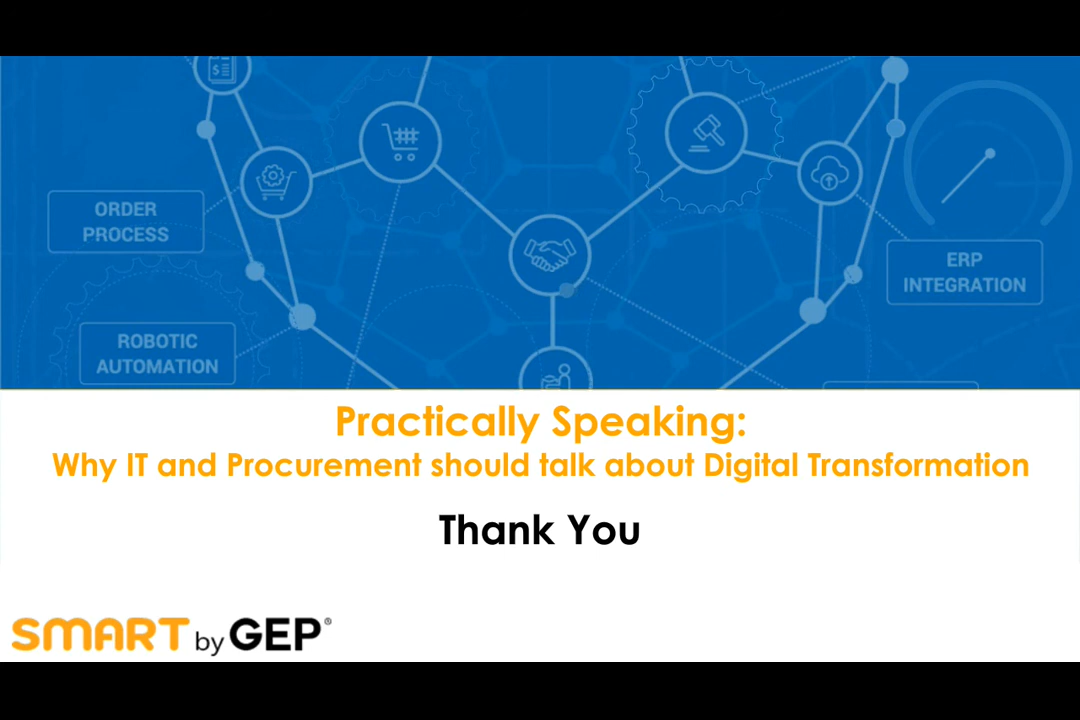 ORDER
PROCESS
ERP
INTEGRATION
ROBOTIC
AUTOMATION
Practically Speaking:
Why IT and Procurement should talk about Digital Transformation
Thank You
SMART by GEP®